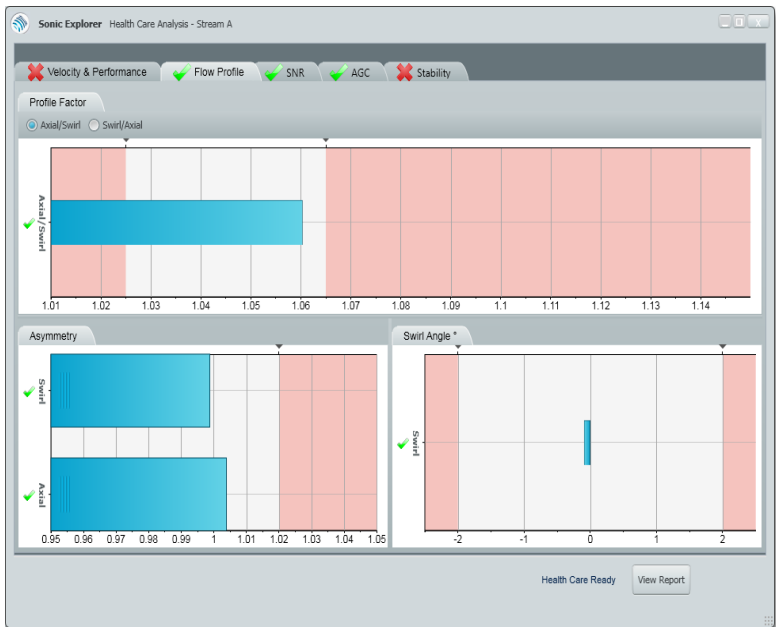 Sonic Explorer Health Care Analysis - Stream A
Velocity & Performance Flow Profile SNR AGC Stability
Profile Factor
Axial/Swirl Swirl/Axial
Axial/Swirl
1.01 1.02 1.03 1.04 1.05 1.06 1.07 1.08 1.09 1.1 1.11 1.12 1.13 1.14
Asymmetry
Swirl
Axial
0.95 0.96 0.97 0.98 0.99 1 1.01 1.02 1.03 1.04 1.05
Swirl Angle *
Swirl
-2 -1 0 1 2
Health Care Ready View Report